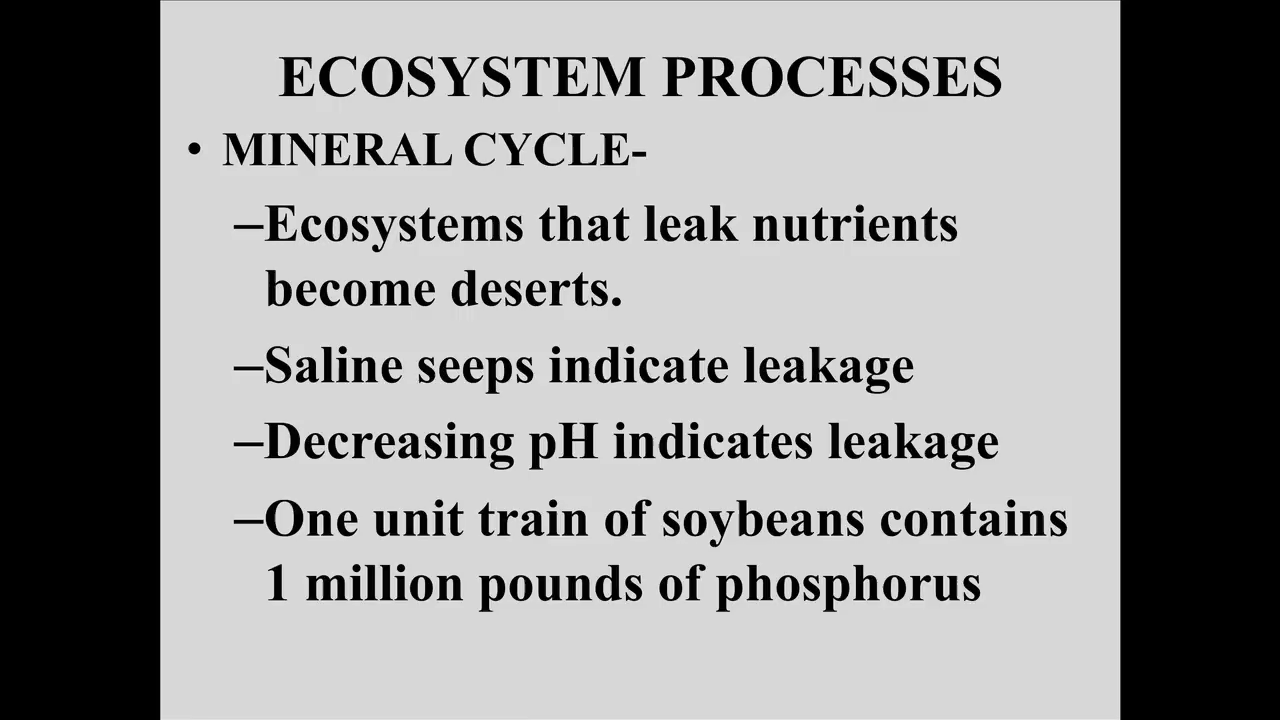 ECOSYSTEM PROCESSES
• MINERAL CYCLE-
–Ecosystems that leak nutrients
become deserts.
–Saline seeps indicate leakage
–Decreasing pH indicates leakage
–One unit train of soybeans contains
1 million pounds of phosphorus